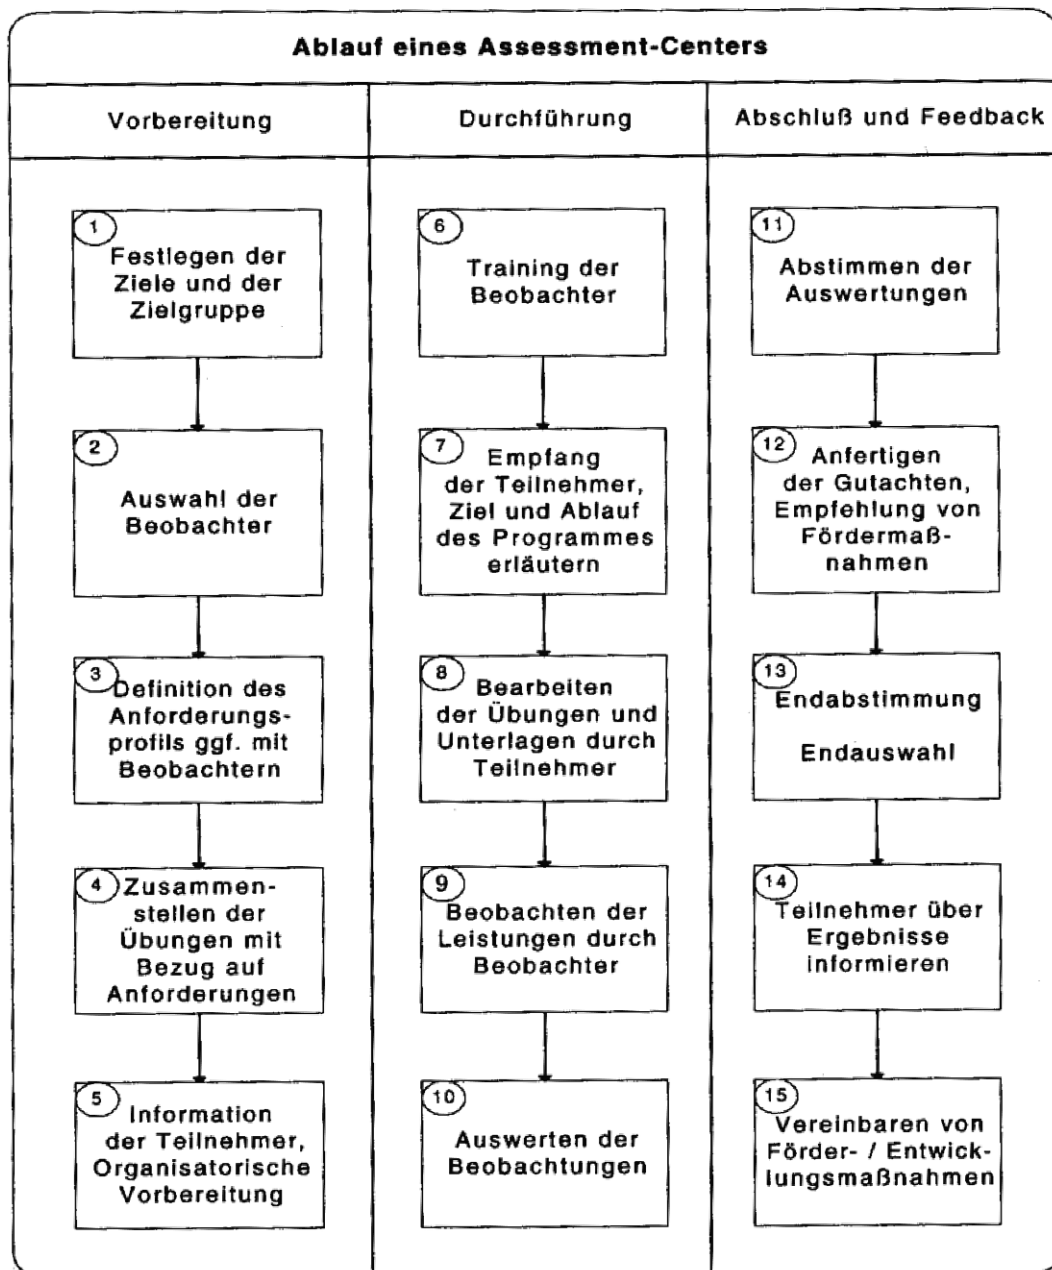 Ablauf eines Assessment-Centers
Vorbereitung
Durchführung
Abschluß und Feedback
1
Festlegen der
Ziele und der
Zielgruppe
2
Auswahl der
Beobachter
3
Definition des
Anforderungs-
profils ggf. mit
Beobachtern
4
Zusammen-
stellen der
Übungen mit
Bezug auf
Anforderungen
5
Information
der Teilnehmer,
Organisatorische
Vorbereitung
6
Training der
Beobachter
7
Empfang
der Teilnehmer,
Ziel und Ablauf
des Programmes
erläutern
8
Bearbeiten
der Übungen und
Unterlagen durch
Teilnehmer
9
Beobachten der
Leistungen durch
Beobachter
10
Auswerten der
Beobachtungen
11
Abstimmen der
Auswertungen
12
Anfertigen
der Gutachten,
Empfehlung von
Fördermaß-
nahmen
13
Endabstimmung
Endauswahl
14
Teilnehmer über
Ergebnisse
informieren
15
Vereinbaren von
Förder- / Entwick-
lungsmaßnahmen